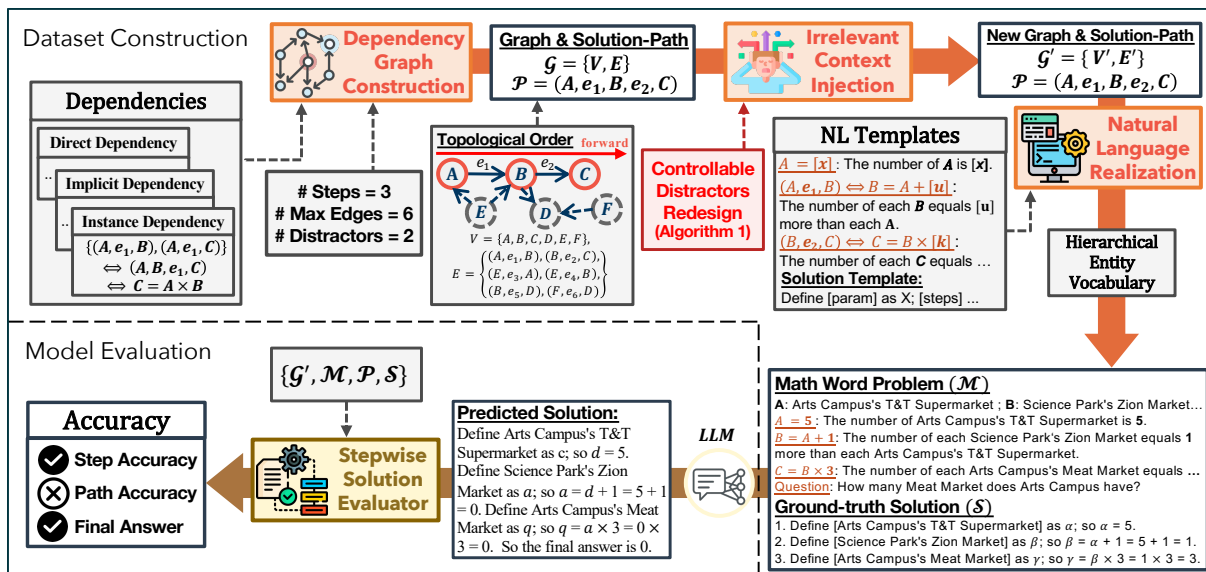 Dataset Construction
Dependency
Graph
Construction
Graph & Solution-Path
𝒢 = {V, E}
𝒫 = (A, e₁, B, e₂, C)
Irrelevant
Context
Injection
New Graph & Solution-Path
𝒢′ = {V′, E′}
𝒫 = (A, e₁, B, e₂, C)
Dependencies
Direct Dependency
..
Implicit Dependency
..
Instance Dependency
{(A, e₁, B), (A, e₁, C)}
⇔ (A, B, e₁, C)
⇔ C = A × B
# Steps = 3
# Max Edges = 6
# Distractors = 2
Topological Order
forward
e₁ e₂
A B C
E D F
V = {A, B, C, D, E, F},
E = { (A, e₁, B), (B, e₂, C),
(E, e₃, A), (E, e₄, B),
(B, e₅, D), (F, e₆, D) }
Controllable
Distractors
Redesign
(Algorithm 1)
NL Templates
A = [x]: The number of A is [x].
(A, e₁, B) ⇔ B = A + [u]:
The number of each B equals [u]
more than each A.
(B, e₂, C) ⇔ C = B × [k]:
The number of each C equals …
Solution Template:
Define [param] as X; [steps] ...
Natural
Language
Realization
Hierarchical
Entity
Vocabulary
Model Evaluation
{𝒢′, ℳ, 𝒫, 𝒮}
Accuracy
Step Accuracy
Path Accuracy
Final Answer
Stepwise
Solution
Evaluator
Predicted Solution:
Define Arts Campus's T&T
Supermarket as c; so d = 5.
Define Science Park's Zion
Market as a; so a = d + 1 = 5 + 1
= 0. Define Arts Campus's Meat
Market as q; so q = a × 3 = 0 ×
3 = 0. So the final answer is 0.
LLM
Math Word Problem (ℳ)
A: Arts Campus's T&T Supermarket ; B: Science Park's Zion Market…
A = 5: The number of Arts Campus's T&T Supermarket is 5.
B = A + 1: The number of each Science Park's Zion Market equals 1
more than each Arts Campus's T&T Supermarket.
C = B × 3: The number of each Arts Campus's Meat Market equals ...
Question: How many Meat Market does Arts Campus have?
Ground-truth Solution (𝒮)
1. Define [Arts Campus's T&T Supermarket] as α; so α = 5.
2. Define [Science Park's Zion Market] as β; so β = α + 1 = 5 + 1 = 1.
3. Define [Arts Campus's Meat Market] as γ; so γ = β × 3 = 1 × 3 = 3.